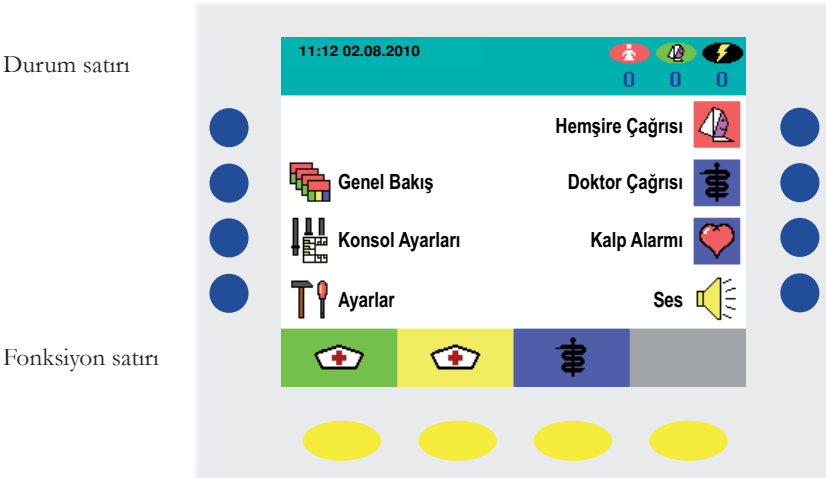 Durum satırı
11:12 02.08.2010
0 0 0
Hemşire Çağrısı
Genel Bakış
Doktor Çağrısı
Konsol Ayarları
Kalp Alarmı
Ayarlar
Ses
Fonksiyon satırı